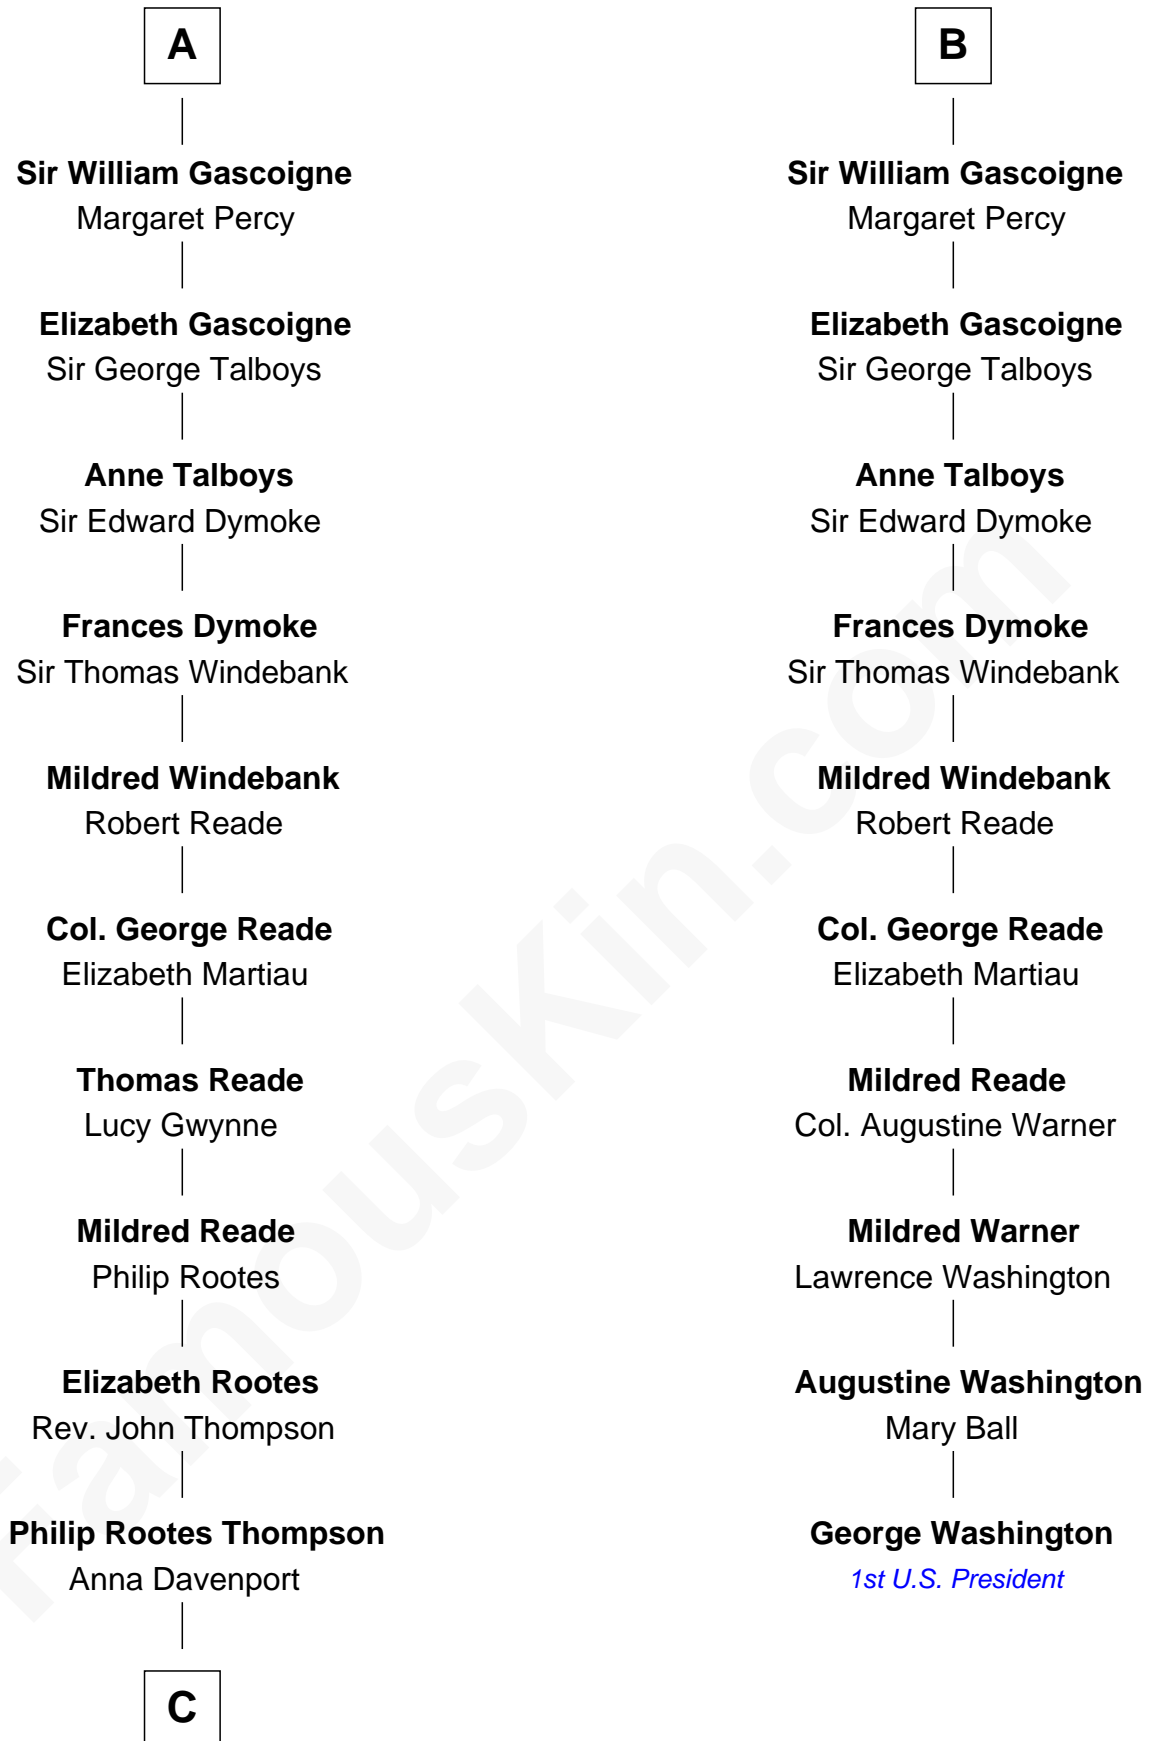 A
Sir William Gascoigne
Margaret Percy
Elizabeth Gascoigne
Sir George Talboys
Anne Talboys
Sir Edward Dymoke
Frances Dymoke
Sir Thomas Windebank
Mildred Windebank
Robert Reade
Col. George Reade
Elizabeth Martiau
Thomas Reade
Lucy Gwynne
Mildred Reade
Philip Rootes
Elizabeth Rootes
Rev. John Thompson
Philip Rootes Thompson
Anna Davenport
C
B
Sir William Gascoigne
Margaret Percy
Elizabeth Gascoigne
Sir George Talboys
Anne Talboys
Sir Edward Dymoke
Frances Dymoke
Sir Thomas Windebank
Mildred Windebank
Robert Reade
Col. George Reade
Elizabeth Martiau
Mildred Reade
Col. Augustine Warner
Mildred Warner
Lawrence Washington
Augustine Washington
Mary Ball
George Washington
1st U.S. President
FamousKin.com